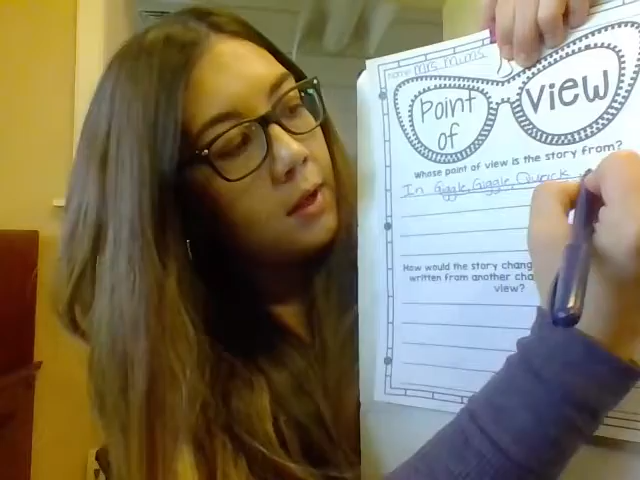 name: Mrs Mims
Point
of
View
Whose point of view is the story from?
In Giggle, Giggle, Quack
How would the story chang
written from another cha
view?